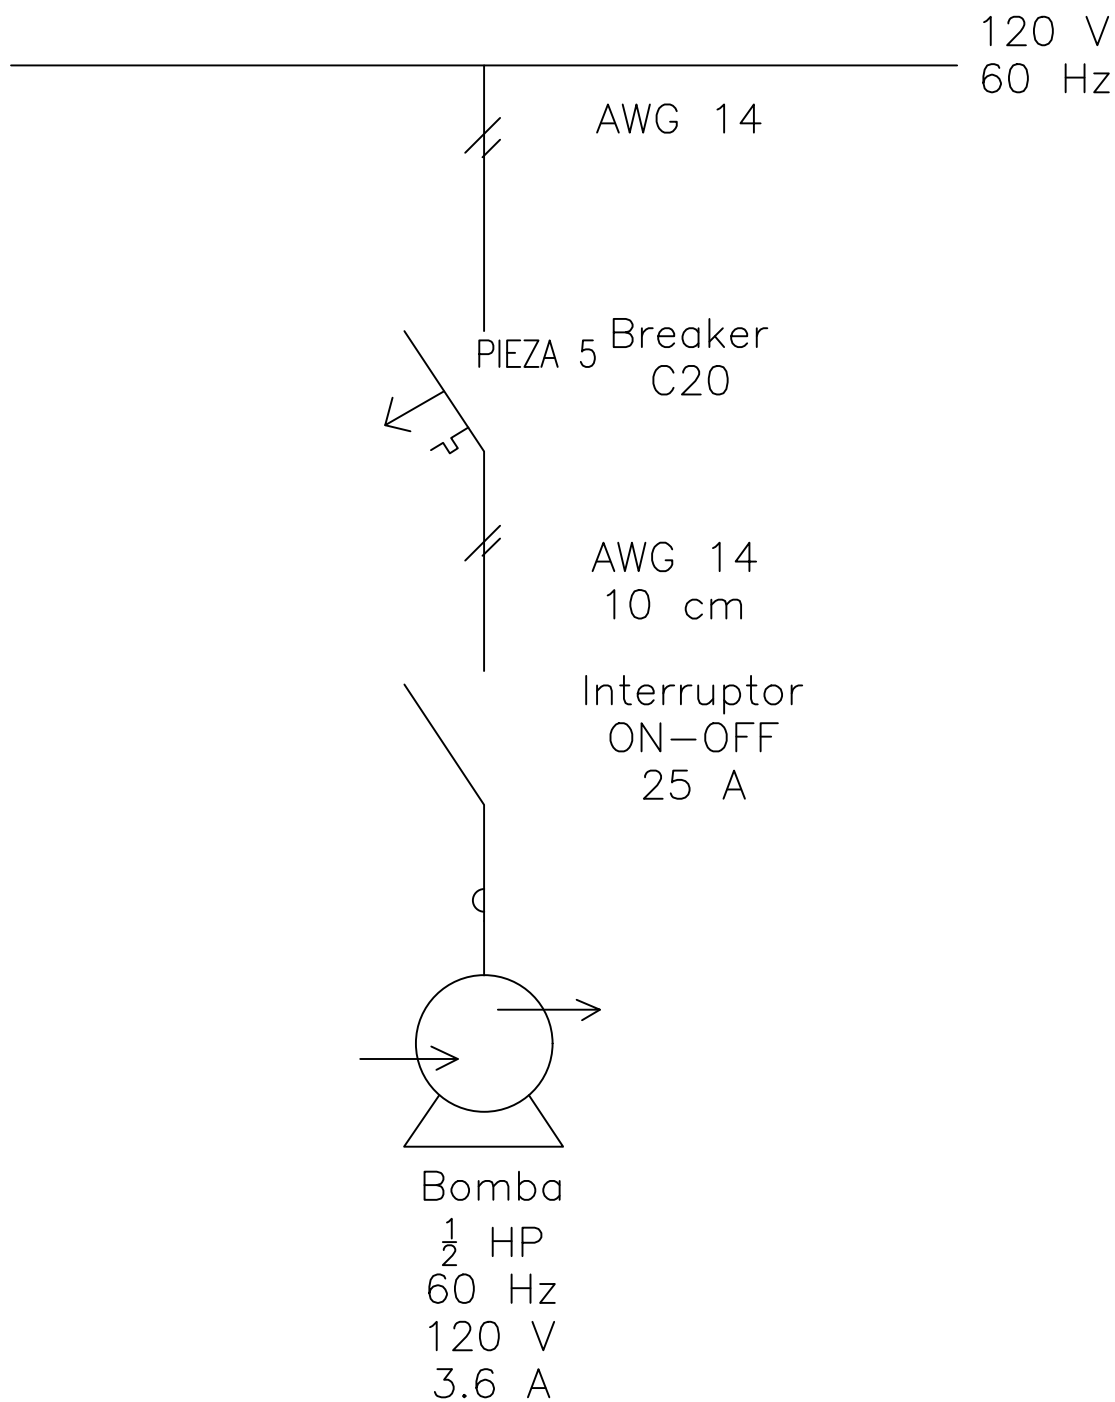 120 V
60 Hz
AWG 14
PIEZA 5
Breaker
C20
AWG 14
10 cm
Interruptor
ON-OFF
25 A
Bomba
1/2 HP
60 Hz
120 V
3.6 A